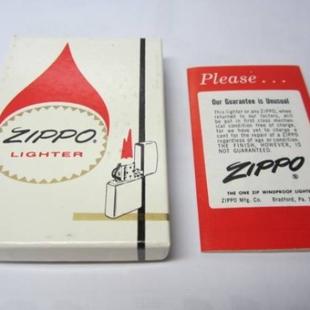 ZIPPO®
LIGHTER
Please...
Our Guarantee is Unusual
This lighter or any ZIPPO, when
returned to our factory, will
be put in first class mechan-
ical condition free of charge,
for we have yet to charge a
cent for the repair of a ZIPPO
regardless of age or condition.
THE FINISH, HOWEVER, IS
NOT GUARANTEED.
ZIPPO
®
THE ONE ZIP WINDPROOF LIGHTER
ZIPPO Mfg. Co. Bradford, Pa.